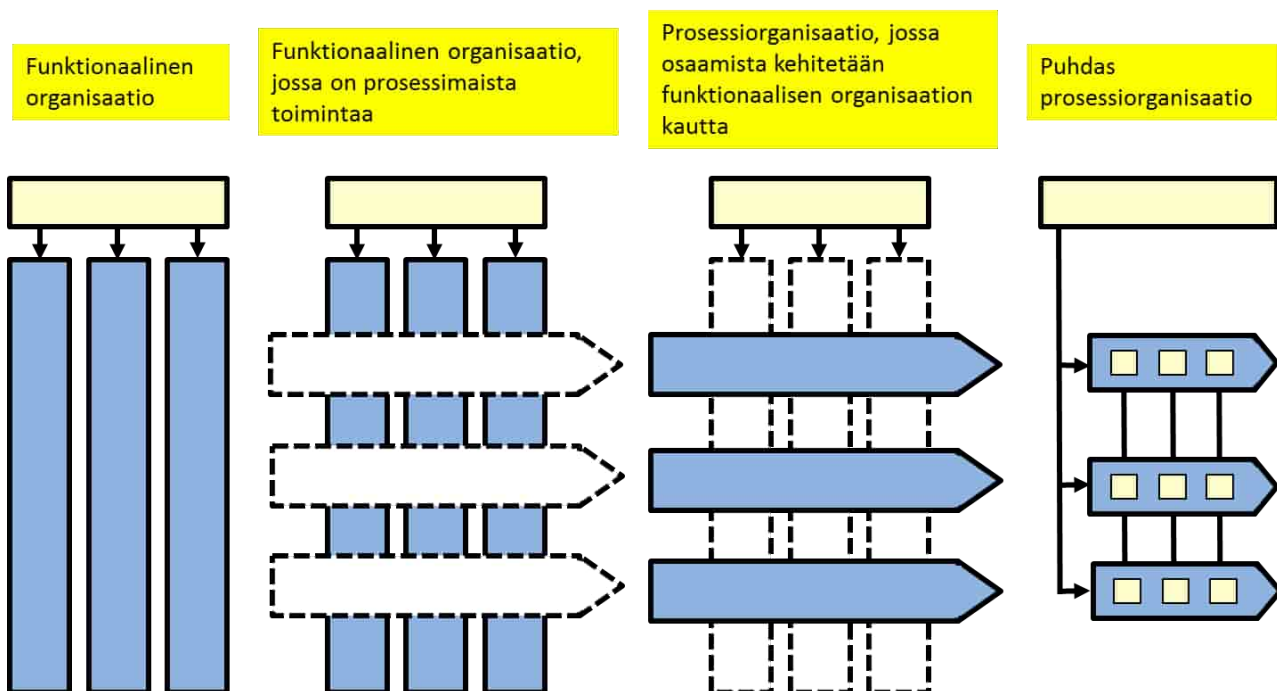 Funktionaalinen
organisaatio
Funktionaalinen organisaatio,
jossa on prosessimaista
toimintaa
Prosessiorganisaatio, jossa
osaamista kehitetään
funktionaalisen organisaation
kautta
Puhdas
prosessiorganisaatio